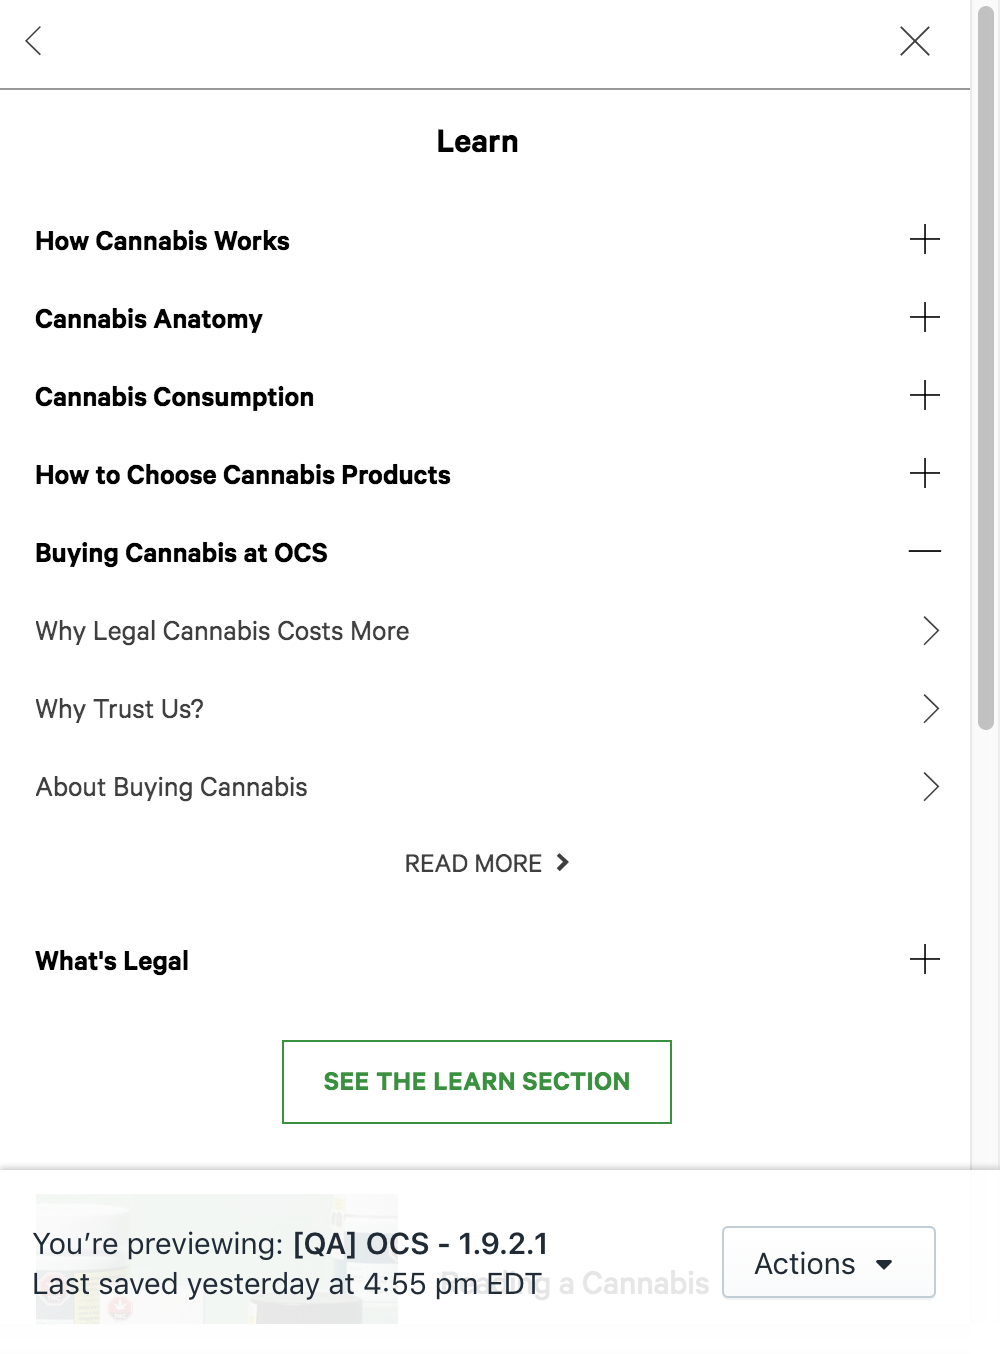 Learn
How Cannabis Works
Cannabis Anatomy
Cannabis Consumption
How to Choose Cannabis Products
Buying Cannabis at OCS
Why Legal Cannabis Costs More
Why Trust Us?
About Buying Cannabis
READ MORE
What's Legal
SEE THE LEARN SECTION
You're previewing: [QA] OCS - 1.9.2.1
Last saved yesterday at 4:55 pm EDT
Reading a Cannabis
Actions